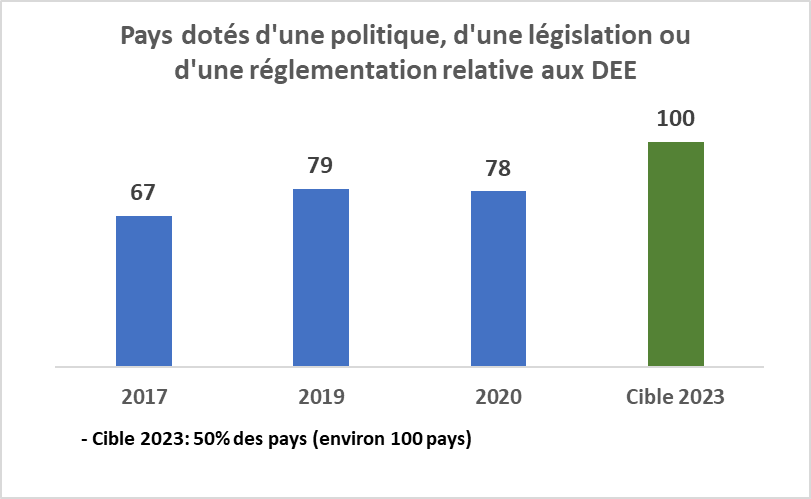 Pays dotés d'une politique, d'une législation ou
d'une réglementation relative aux DEE
67
79
78
100
2017
2019
2020
Cible 2023
- Cible 2023: 50% des pays (environ 100 pays)